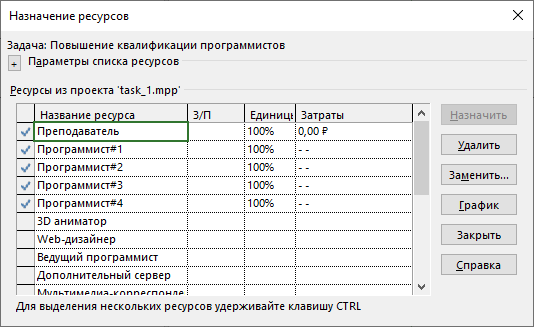 Назначение ресурсов
Задача: Повышение квалификации программистов
+ Параметры списка ресурсов
Ресурсы из проекта 'task_1.mpp'
Название ресурса З/П Единицы Затраты
Преподаватель 100% 0,00 ₽
Программист#1 100% - -
Программист#2 100% - -
Программист#3 100% - -
Программист#4 100% - -
3D аниматор
Web-дизайнер
Ведущий программист
Дополнительный сервер
Мультимедиа-корреспонде
Назначить
Удалить
Заменить...
График
Закрыть
Справка
Для выделения нескольких ресурсов удерживайте клавишу CTRL